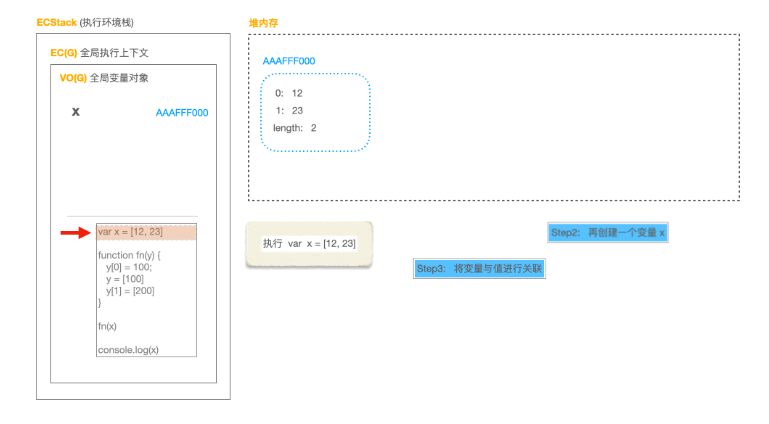 ECStack (执行环境栈)
堆内存
EC(G) 全局执行上下文
VO(G) 全局变量对象
x AAAFFF000
AAAFFF000
0: 12
1: 23
length: 2
var x = [12, 23]
function fn(y) {
y[0] = 100;
y = [100]
y[1] = [200]
}
fn(x)
console.log(x)
执行 var x = [12, 23]
Step2: 再创建一个变量 x
Step3: 将变量与值进行关联